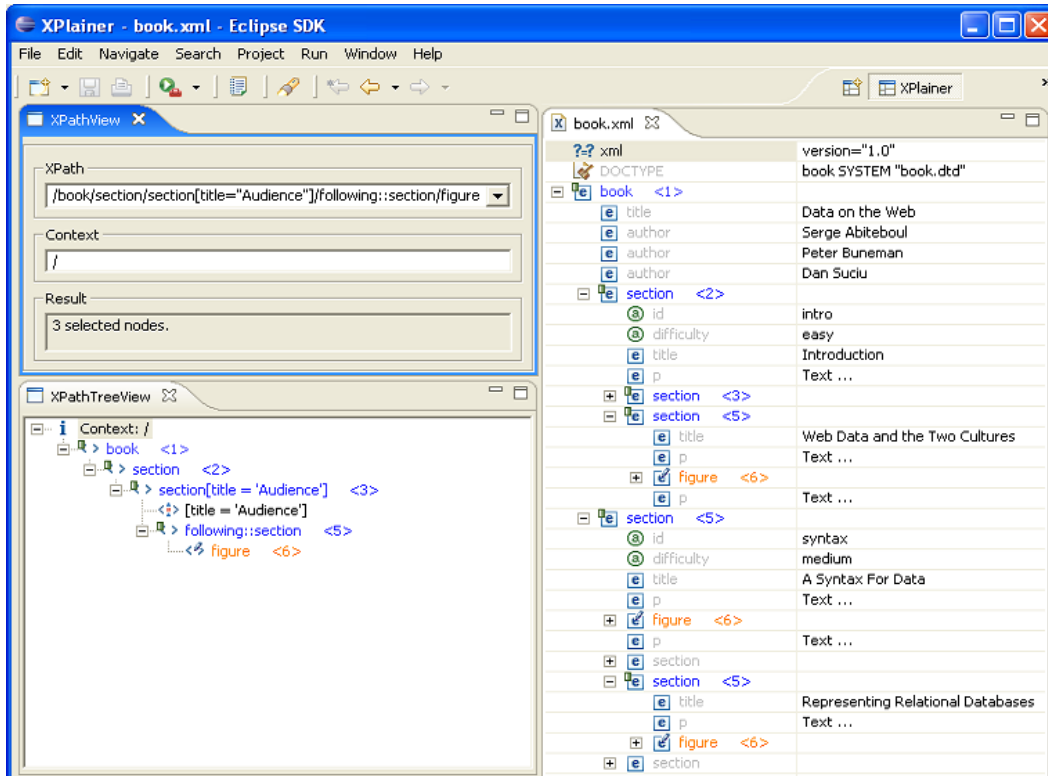 XPlainer - book.xml - Eclipse SDK
File Edit Navigate Search Project Run Window Help
XPlainer
XPathView
XPath
/book/section/section[title="Audience"]/following::section/figure
Context
/
Result
3 selected nodes.
XPathTreeView
Context: /
book <1>
section <2>
section[title = 'Audience'] <3>
[title = 'Audience']
following::section <5>
figure <6>
book.xml
?=? xml version="1.0"
DOCTYPE book SYSTEM "book.dtd"
book <1>
title Data on the Web
author Serge Abiteboul
author Peter Buneman
author Dan Suciu
section <2>
id intro
difficulty easy
title Introduction
p Text ...
section <3>
section <5>
title Web Data and the Two Cultures
p Text ...
figure <6>
p Text ...
section <5>
id syntax
difficulty medium
title A Syntax For Data
p Text ...
figure <6>
p Text ...
section
section <5>
title Representing Relational Databases
p Text ...
figure <6>
section